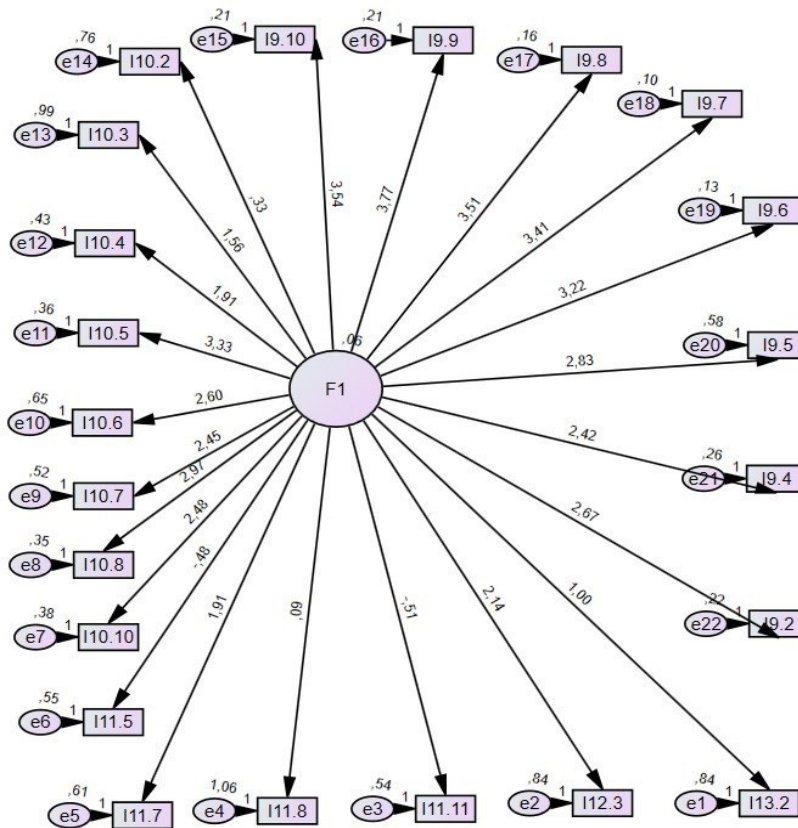 ,21
e15 1 I9.10
,21
e16 1 I9.9
,76
e14 1 I10.2
,16
e17 1 I9.8
,10
e18 1 I9.7
,99
e13 1 I10.3
,13
e19 1 I9.6
,43
e12 1 I10.4
,36
e11 1 I10.5
,58
e20 1 I9.5
,65
e10 1 I10.6
,26
e21 1 I9.4
,52
e9 1 I10.7
,35
e8 1 I10.8
,22
e22 1 I9.2
,38
e7 1 I10.10
,55
e6 1 I11.5
,61
e5 1 I11.7
1,06
e4 1 I11.8
,54
e3 1 I11.11
,84
e2 1 I12.3
,84
e1 1 I13.2
,33
3,54
3,77
3,51
3,41
3,22
1,56
1,91
3,33
,06
F1
2,83
2,60
2,45
2,97
2,48
-,48
1,91
,09
-,51
2,14
1,00
2,67
2,42